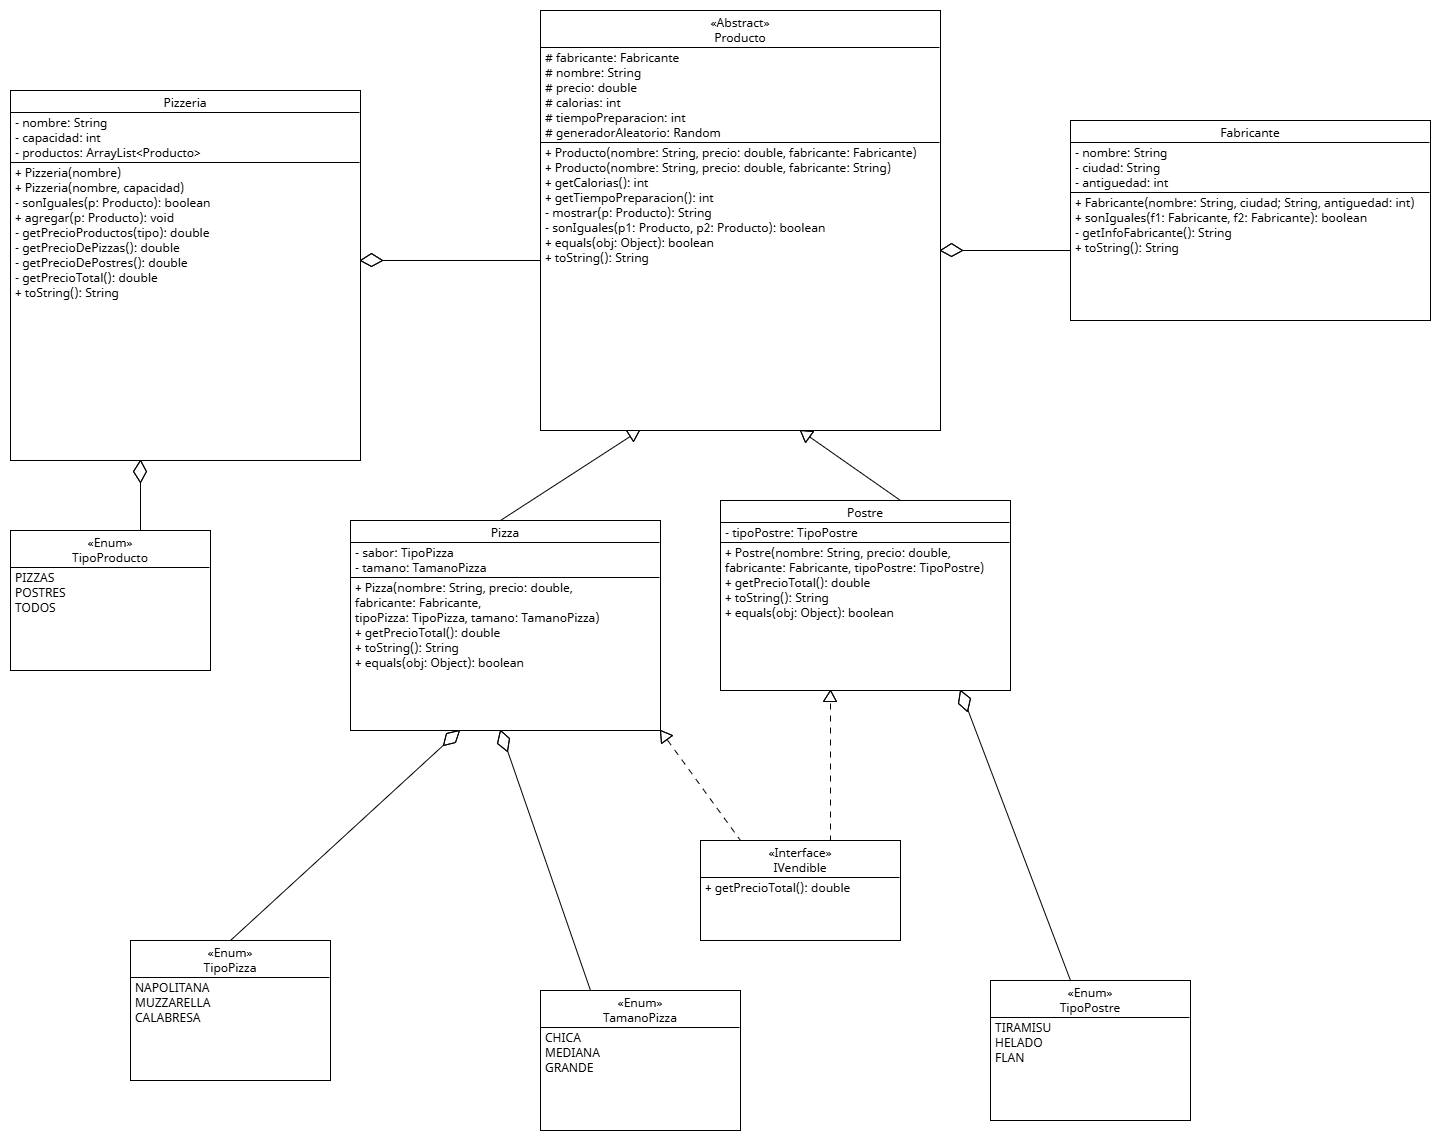 «Abstract»
Producto
# fabricante: Fabricante
# nombre: String
# precio: double
# calorias: int
# tiempoPreparacion: int
# generadorAleatorio: Random
+ Producto(nombre: String, precio: double, fabricante: Fabricante)
+ Producto(nombre: String, precio: double, fabricante: String)
+ getCalorias(): int
+ getTiempoPreparacion(): int
- mostrar(p: Producto): String
- sonIguales(p1: Producto, p2: Producto): boolean
+ equals(obj: Object): boolean
+ toString(): String
Pizzeria
- nombre: String
- capacidad: int
- productos: ArrayList<Producto>
+ Pizzeria(nombre)
+ Pizzeria(nombre, capacidad)
- sonIguales(p: Producto): boolean
+ agregar(p: Producto): void
- getPrecioProductos(tipo): double
- getPrecioDePizzas(): double
- getPrecioDePostres(): double
- getPrecioTotal(): double
+ toString(): String
Fabricante
- nombre: String
- ciudad: String
- antiguedad: int
+ Fabricante(nombre: String, ciudad; String, antiguedad: int)
+ sonIguales(f1: Fabricante, f2: Fabricante): boolean
- getInfoFabricante(): String
+ toString(): String
«Enum»
TipoProducto
PIZZAS
POSTRES
TODOS
Pizza
- sabor: TipoPizza
- tamano: TamanoPizza
+ Pizza(nombre: String, precio: double,
fabricante: Fabricante,
tipoPizza: TipoPizza, tamano: TamanoPizza)
+ getPrecioTotal(): double
+ toString(): String
+ equals(obj: Object): boolean
Postre
- tipoPostre: TipoPostre
+ Postre(nombre: String, precio: double,
fabricante: Fabricante, tipoPostre: TipoPostre)
+ getPrecioTotal(): double
+ toString(): String
+ equals(obj: Object): boolean
«Interface»
IVendible
+ getPrecioTotal(): double
«Enum»
TipoPizza
NAPOLITANA
MUZZARELLA
CALABRESA
«Enum»
TamanoPizza
CHICA
MEDIANA
GRANDE
«Enum»
TipoPostre
TIRAMISU
HELADO
FLAN